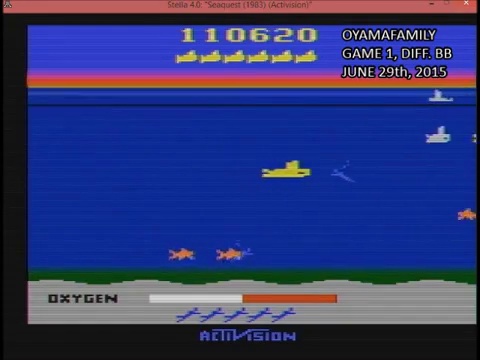 Stella 4.0: "Seaquest (1983) (Activision)"
110620
OYAMAFAMILY
GAME 1, DIFF. BB
JUNE 29th, 2015
OXYGEN
ACTIVISION